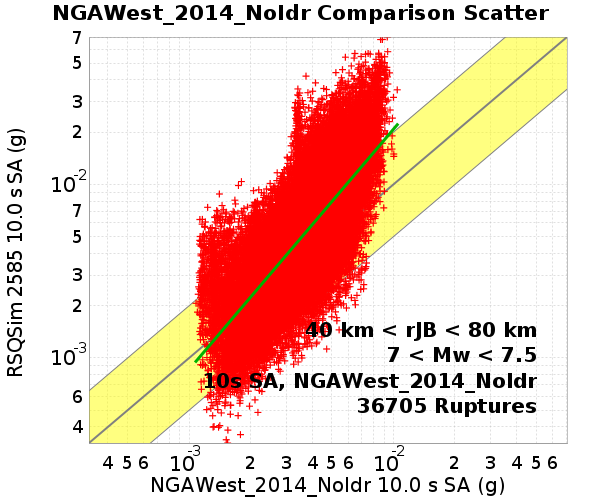 NGAWest_2014_NoIdr Comparison Scatter
7
5
3
2
10-2
7
5
3
2
10-3
6
4
RSQSim 2585 10.0 s SA (g)
40 km < rJB < 80 km
7 < Mw < 7.5
10s SA, NGAWest_2014_NoIdr
36705 Ruptures
4 5 6 10-3 2 3 4 5 6 10-2 2 3 4 5 6
NGAWest_2014_NoIdr 10.0 s SA (g)